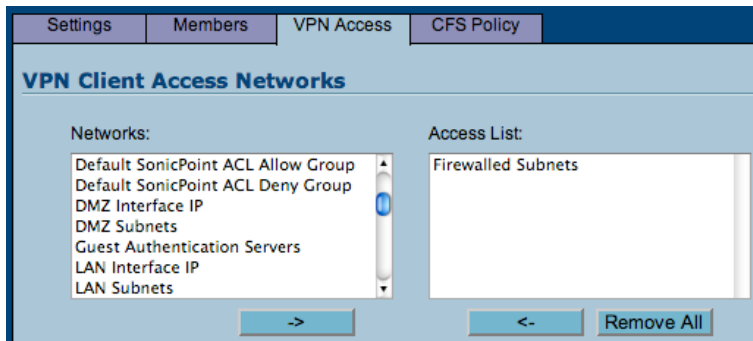 Settings Members VPN Access CFS Policy
VPN Client Access Networks
Networks:
Default SonicPoint ACL Allow Group
Default SonicPoint ACL Deny Group
DMZ Interface IP
DMZ Subnets
Guest Authentication Servers
LAN Interface IP
LAN Subnets
->
Access List:
Firewalled Subnets
<- Remove All